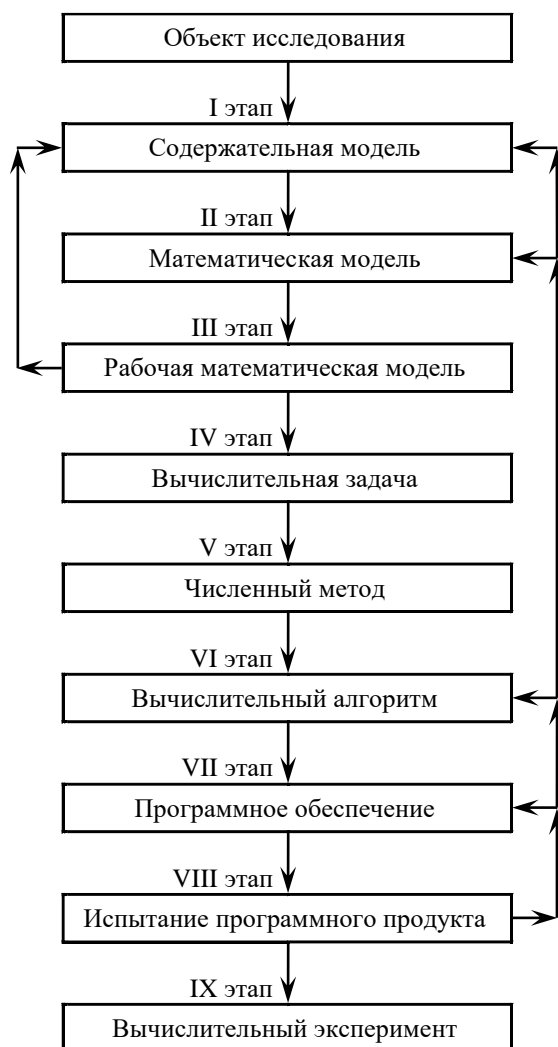 Объект исследования
I этап
Содержательная модель
II этап
Математическая модель
III этап
Рабочая математическая модель
IV этап
Вычислительная задача
V этап
Численный метод
VI этап
Вычислительный алгоритм
VII этап
Программное обеспечение
VIII этап
Испытание программного продукта
IX этап
Вычислительный эксперимент